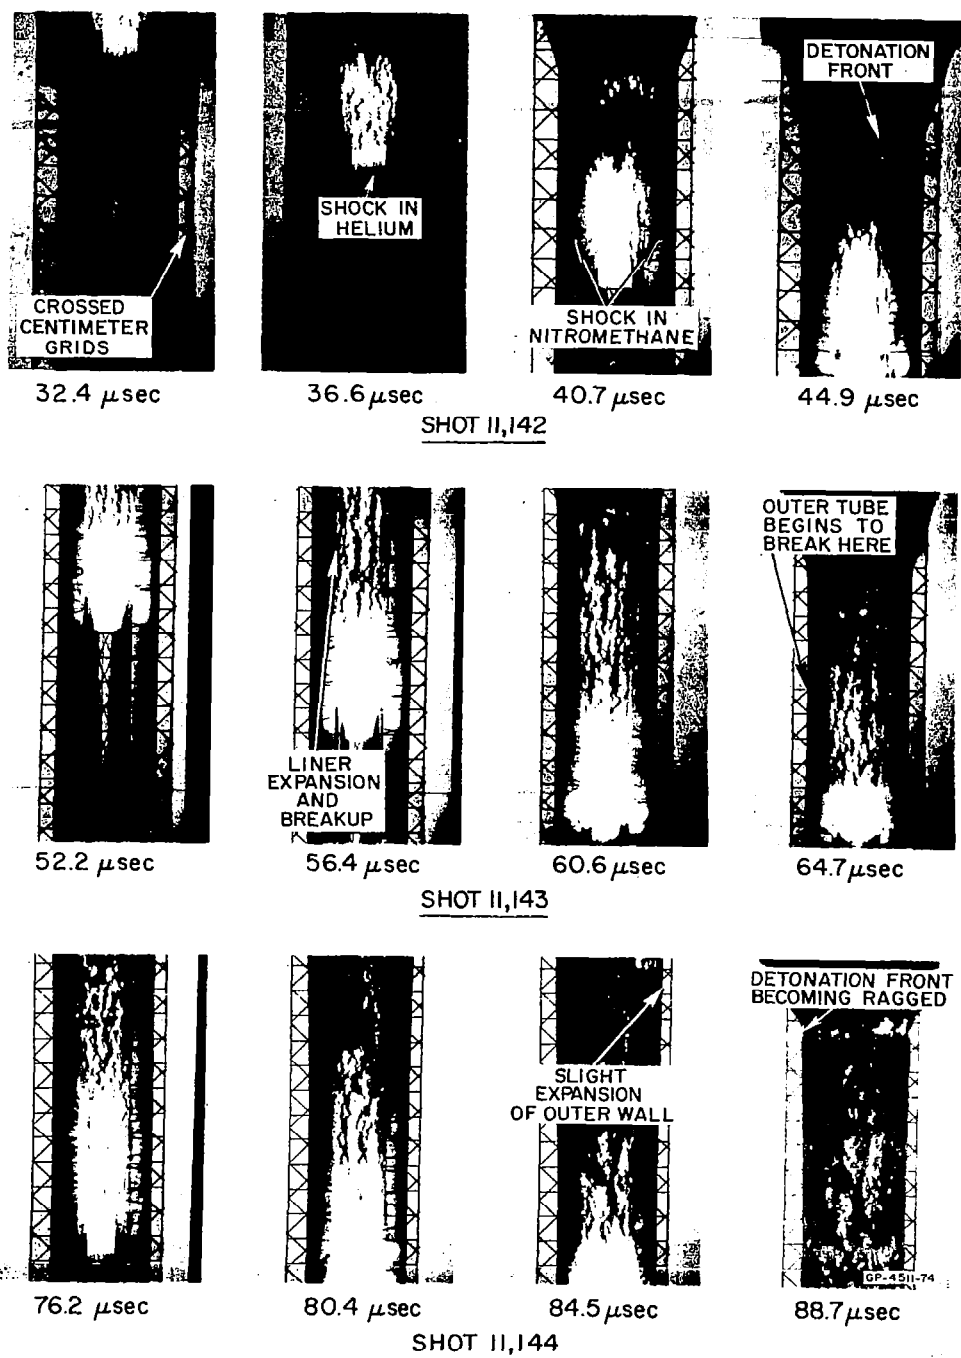 DETONATION
FRONT
SHOCK IN
HELIUM
CROSSED
CENTIMETER
GRIDS
SHOCK IN
NITROMETHANE
32.4 µsec
36.6 µsec
40.7 µsec
44.9 µsec
SHOT 11,142
OUTER TUBE
BEGINS TO
BREAK HERE
LINER
EXPANSION
AND
BREAKUP
52.2 µsec
56.4 µsec
60.6 µsec
64.7 µsec
SHOT 11,143
DETONATION FRONT
BECOMING RAGGED
SLIGHT
EXPANSION
OF OUTER WALL
GP-4511-74
76.2 µsec
80.4 µsec
84.5 µsec
88.7 µsec
SHOT 11,144